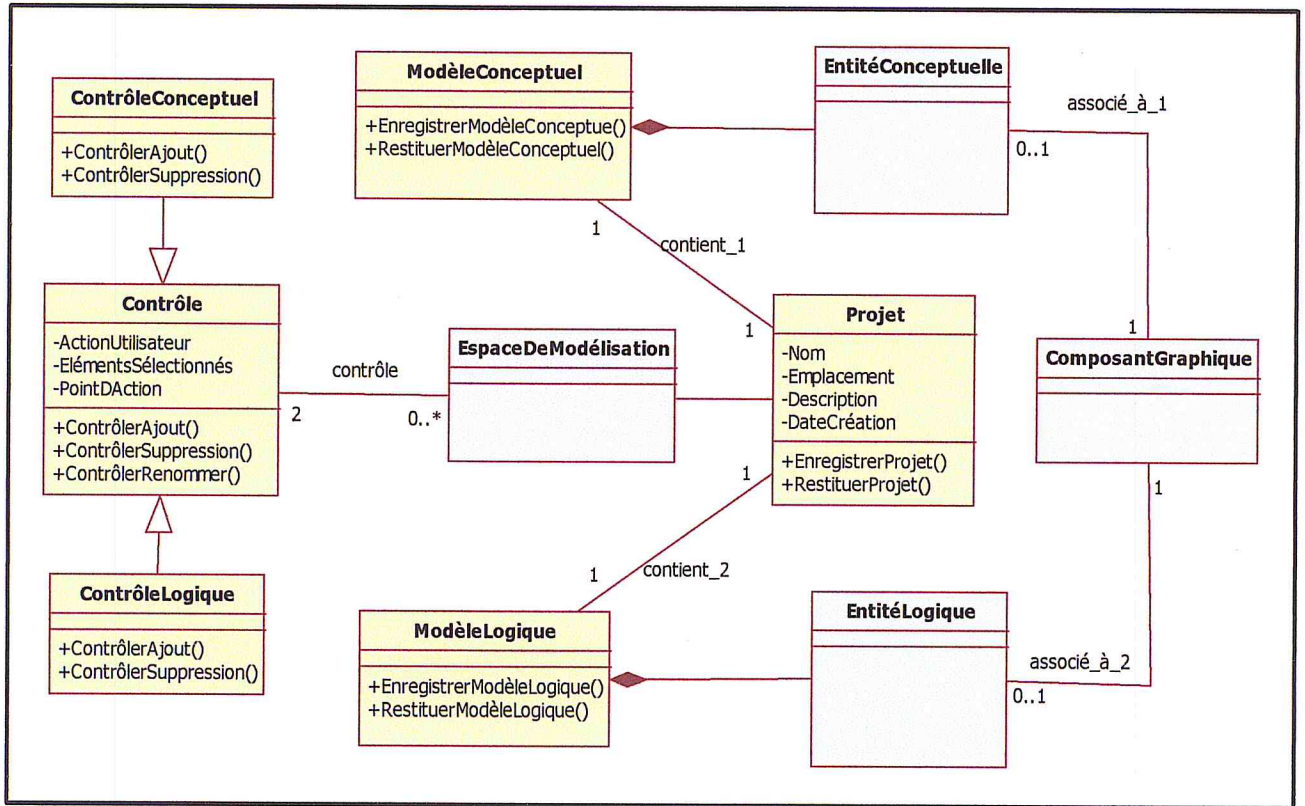 ContrôleConceptuel
+ContrôlerAjout()
+ContrôlerSuppression()
ModèleConceptuel
+EnregistrerModèleConceptue()
+RestituerModèleConceptuel()
EntitéConceptuelle
associé_à_1
0..1
1
contient_1
1
Contrôle
-ActionUtilisateur
-ElémentsSélectionnés
-PointDAction
+ContrôlerAjout()
+ContrôlerSuppression()
+ContrôlerRenommer()
contrôle
2
0..*
EspaceDeModélisation
Projet
-Nom
-Emplacement
-Description
-DateCréation
+EnregistrerProjet()
+RestituerProjet()
1
ComposantGraphique
1
1
contient_2
1
ContrôleLogique
+ContrôlerAjout()
+ContrôlerSuppression()
ModèleLogique
+EnregistrerModèleLogique()
+RestituerModèleLogique()
EntitéLogique
associé_à_2
0..1